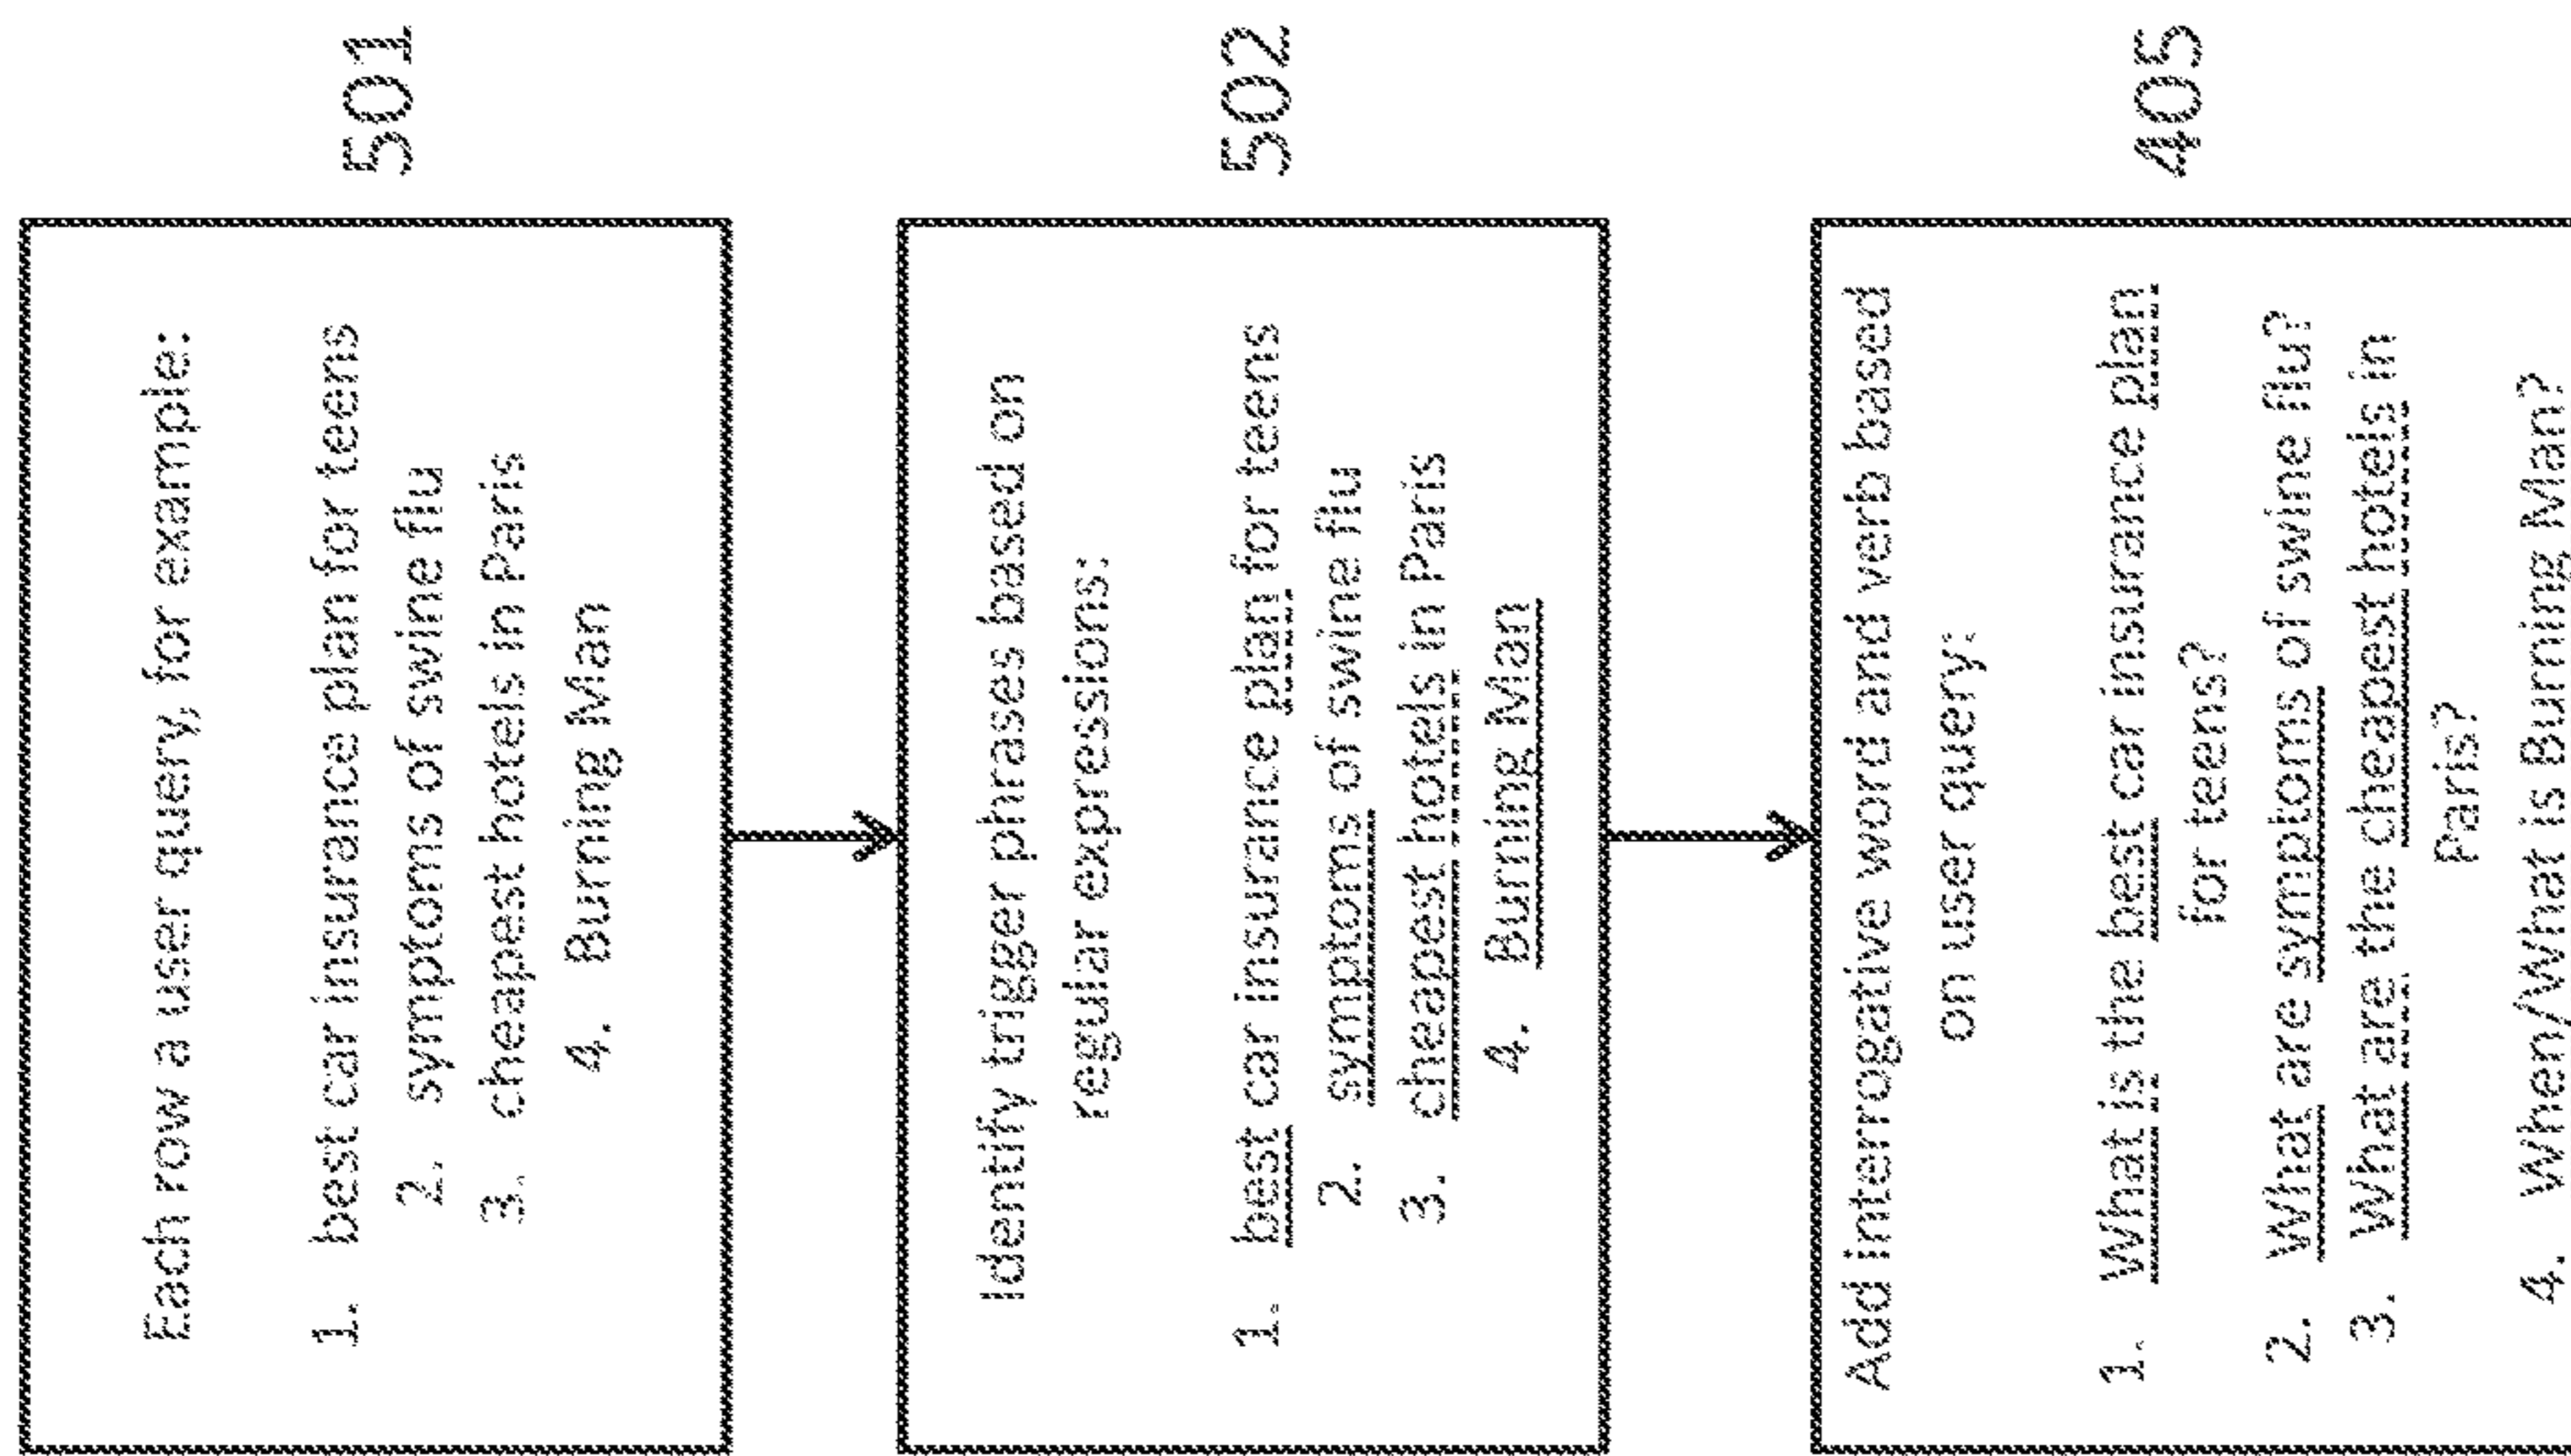 Each row a user query, for example:
1. best car insurance plan for teens
2. symptoms of swine flu
3. cheapest hotels in Paris
4. Burning Man
501
Identify trigger phrases based on
regular expressions:
1. best car insurance plan for teens
2. symptoms of swine flu
3. cheapest hotels in Paris
4. Burning Man
502
Add interrogative word and verb based
on user query:
1. What is the best car insurance plan
for teens?
2. What are symptoms of swine flu?
3. What are the cheapest hotels in
Paris?
4. When/What is Burning Man?
405